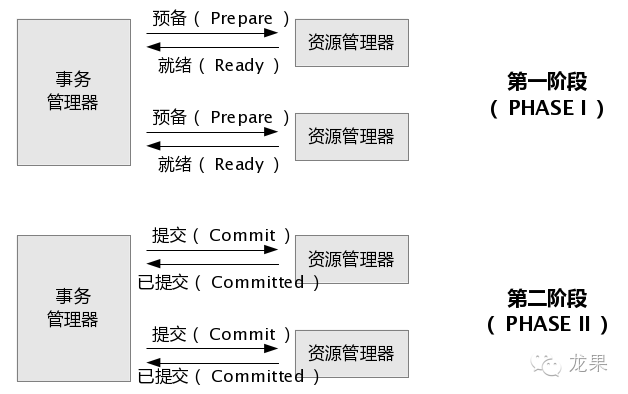 预备( Prepare )
资源管理器
就绪( Ready )
事务
管理器
第一阶段
( PHASE I )
预备( Prepare )
资源管理器
就绪( Ready )
提交( Commit )
资源管理器
已提交( Committed )
事务
管理器
第二阶段
( PHASE II )
提交( Commit )
资源管理器
已提交( Committed )
龙果